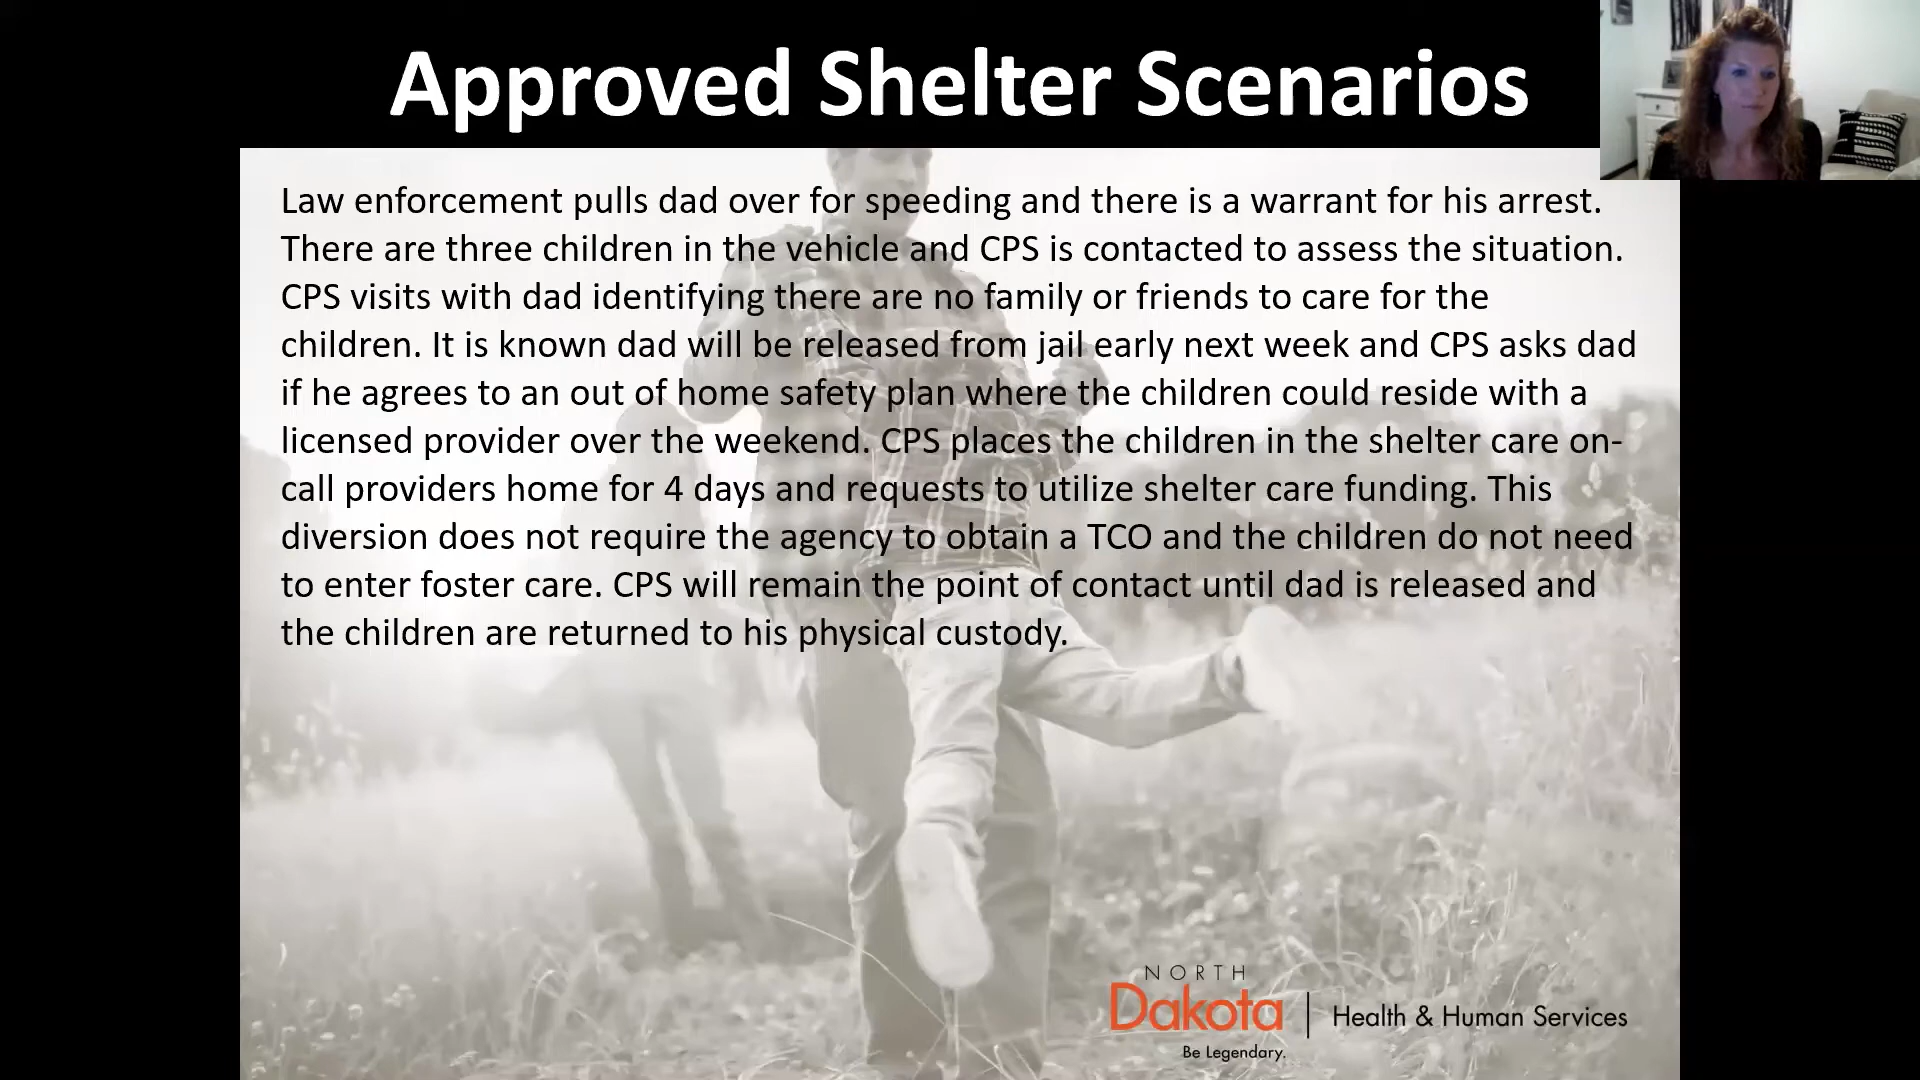 Approved Shelter Scenarios
Law enforcement pulls dad over for speeding and there is a warrant for his arrest.
There are three children in the vehicle and CPS is contacted to assess the situation.
CPS visits with dad identifying there are no family or friends to care for the
children. It is known dad will be released from jail early next week and CPS asks dad
if he agrees to an out of home safety plan where the children could reside with a
licensed provider over the weekend. CPS places the children in the shelter care on-
call providers home for 4 days and requests to utilize shelter care funding. This
diversion does not require the agency to obtain a TCO and the children do not need
to enter foster care. CPS will remain the point of contact until dad is released and
the children are returned to his physical custody.
NORTH
Dakota | Health & Human Services
Be Legendary.